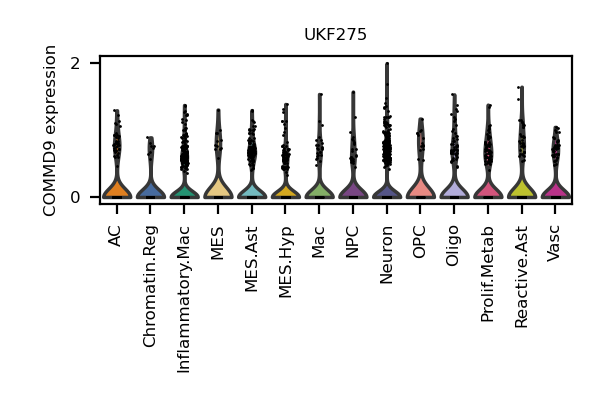 UKF275
COMMD9 expression
2
0
AC
Chromatin.Reg
Inflammatory.Mac
MES
MES.Ast
MES.Hyp
Mac
NPC
Neuron
OPC
Oligo
Prolif.Metab
Reactive.Ast
Vasc